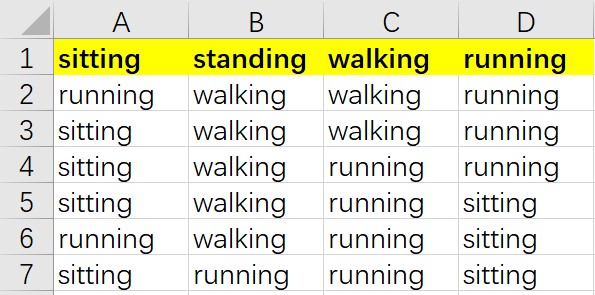 A B C D
1 sitting standing walking running
2 running walking walking running
3 sitting walking walking running
4 sitting walking running running
5 sitting walking running sitting
6 running walking running sitting
7 sitting running running sitting